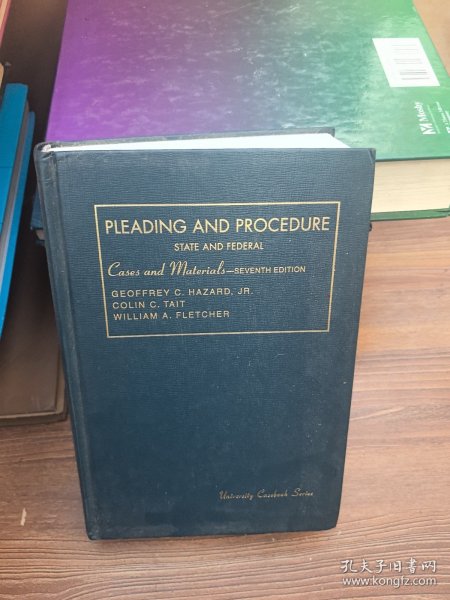 PLEADING AND PROCEDURE
STATE AND FEDERAL
Cases and Materials—SEVENTH EDITION
GEOFFREY C. HAZARD, JR.
COLIN C. TAIT
WILLIAM A. FLETCHER
University Casebook Series
Mosby
孔夫子旧书网
www.kongfz.com